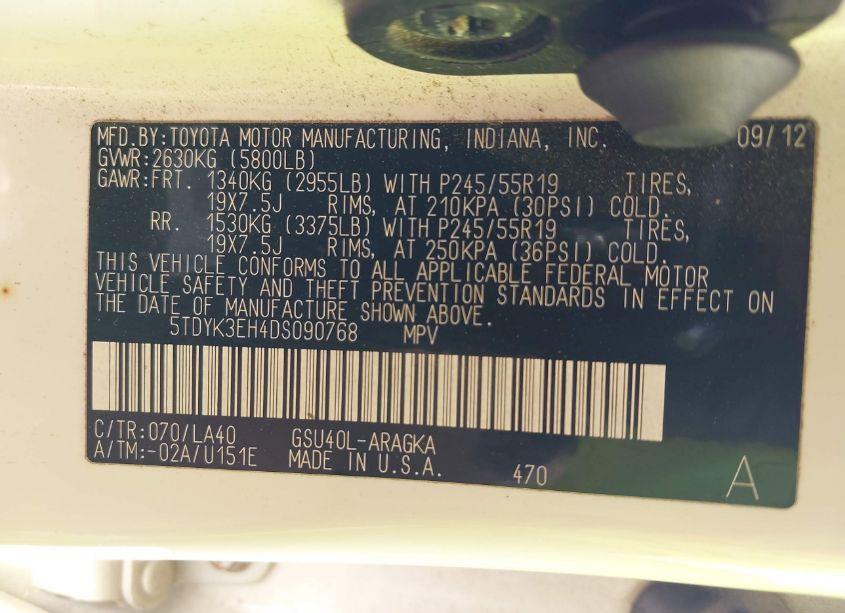 MFD.BY:TOYOTA MOTOR MANUFACTURING, INDIANA, INC. 09/12
GVWR:2630KG (5800LB)
GAWR:FRT. 1340KG (2955LB) WITH P245/55R19 TIRES,
19X7.5J RIMS, AT 210KPA (30PSI) COLD.
RR. 1530KG (3375LB) WITH P245/55R19 TIRES,
19X7.5J RIMS, AT 250KPA (36PSI) COLD.
THIS VEHICLE CONFORMS TO ALL APPLICABLE FEDERAL MOTOR
VEHICLE SAFETY AND THEFT PREVENTION STANDARDS IN EFFECT ON
THE DATE OF MANUFACTURE SHOWN ABOVE.
5TDYK3EH4DS090768 MPV
C/TR:070/LA40 GSU40L-ARAGKA
A/TM:-02A/U151E MADE IN U.S.A. 470 A